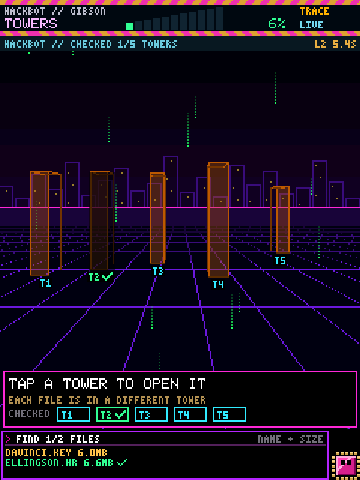 HACKBOT // GIBSON
TOWERS
6%
TRACE
LIVE
HACKBOT // CHECKED 1/5 TOWERS
L2 5.4S
T1
T2 ✓
T3
T4
T5
TAP A TOWER TO OPEN IT
EACH FILE IS IN A DIFFERENT TOWER
CHECKED T1 T2 ✓ T3 T4 T5
> FIND 1/2 FILES NAME + SIZE
DAVINCI.KEY 6.0MB
ELLINGSON.HR 6.6MB ✓